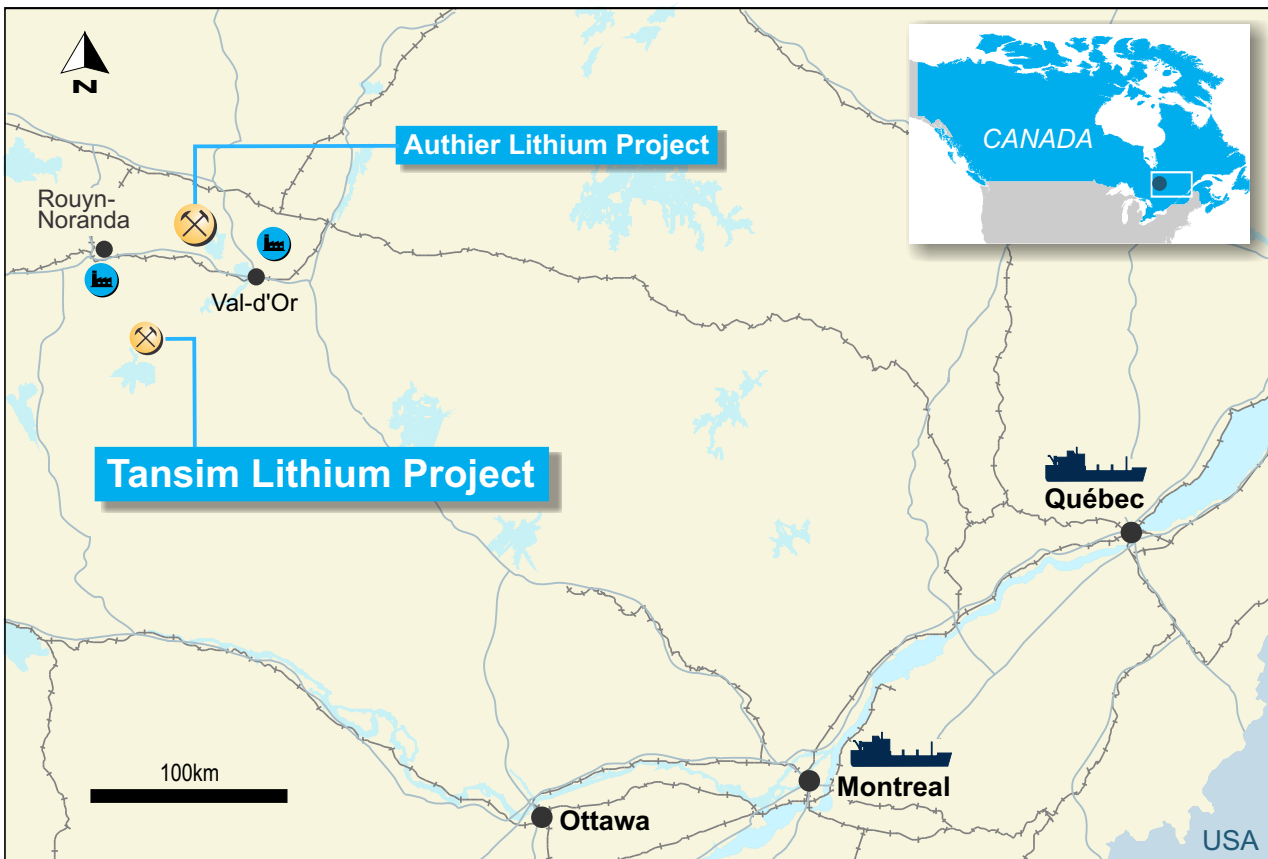 N
CANADA
Authier Lithium Project
Rouyn-
Noranda
Val-d'Or
Tansim Lithium Project
Québec
100km
Montreal
Ottawa
USA